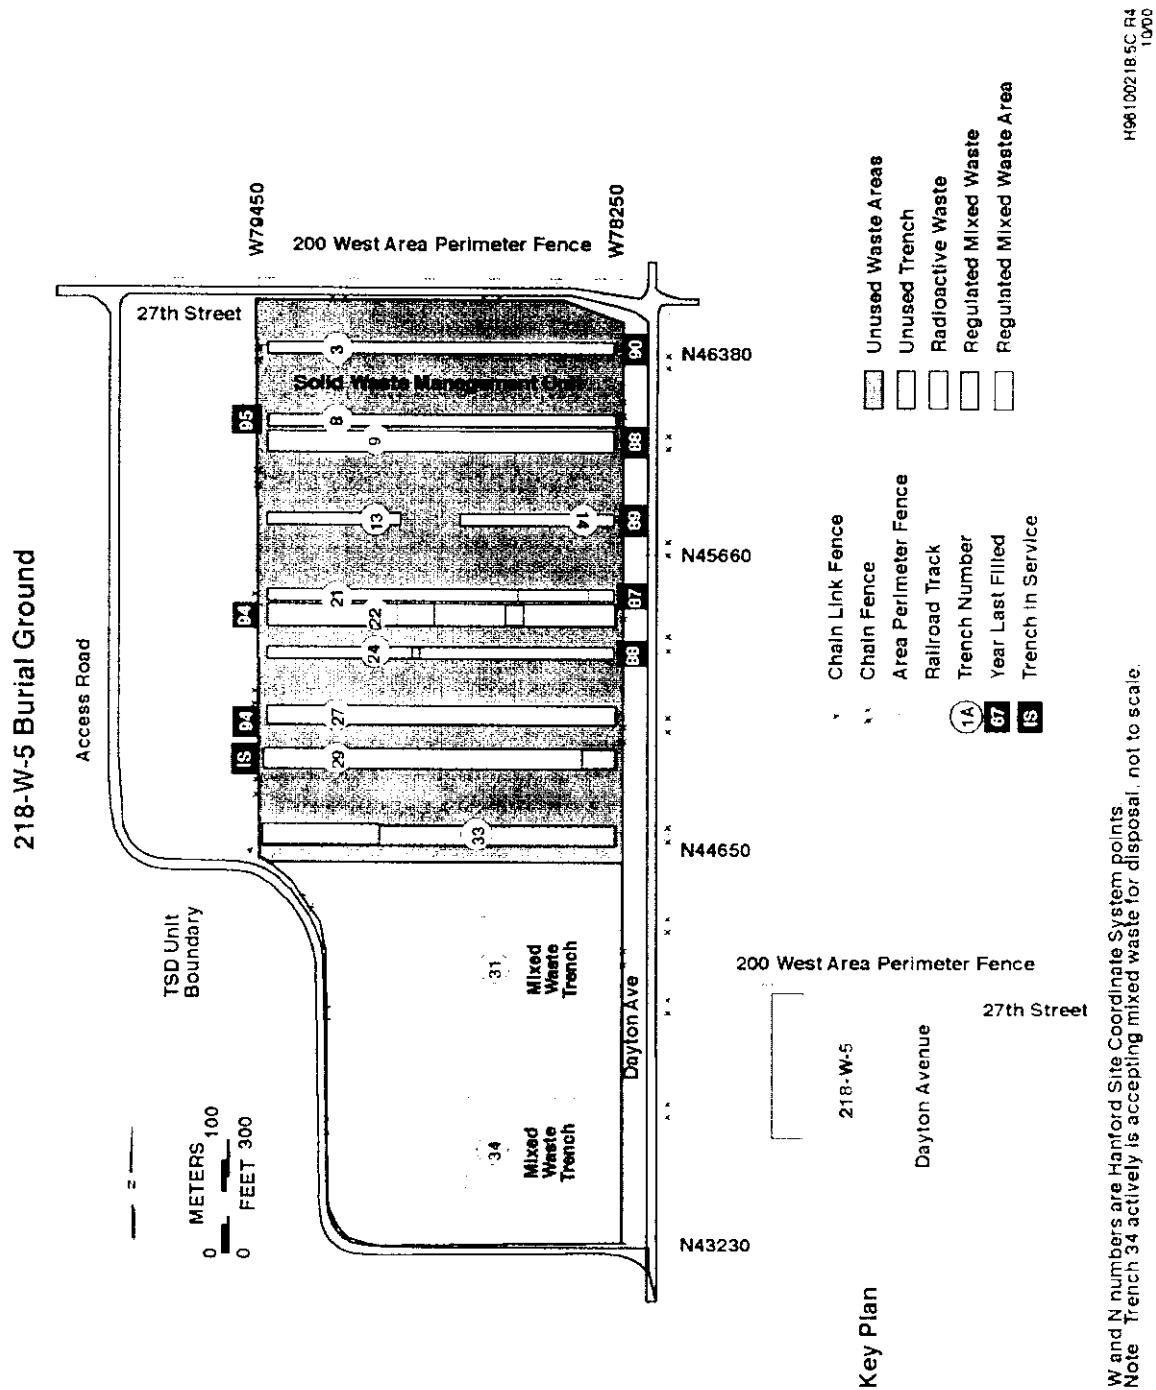 218-W-5 Burial Ground
Access Road
TSD Unit
Boundary
27th Street
W79450
200 West Area Perimeter Fence
W78250
METERS
0 100
0 FEET 300
z
95
94
94
IS
3
Solid Waste Management Unit
8
9
13
14
21
22
24
27
29
33
31
Mixed
Waste
Trench
34
Mixed
Waste
Trench
90
88
89
87
88
Dayton Ave
N46380
N45660
N44650
N43230
Key Plan
200 West Area Perimeter Fence
218-W-5
27th Street
Dayton Avenue
Chain Link Fence
Chain Fence
Area Perimeter Fence
Railroad Track
1A Trench Number
67 Year Last Filled
IS Trench in Service
Unused Waste Areas
Unused Trench
Radioactive Waste
Regulated Mixed Waste
Regulated Mixed Waste Area
W and N numbers are Hanford Site Coordinate System points.
Note Trench 34 actively is accepting mixed waste for disposal, not to scale.
H96100218.5C R4
10/00